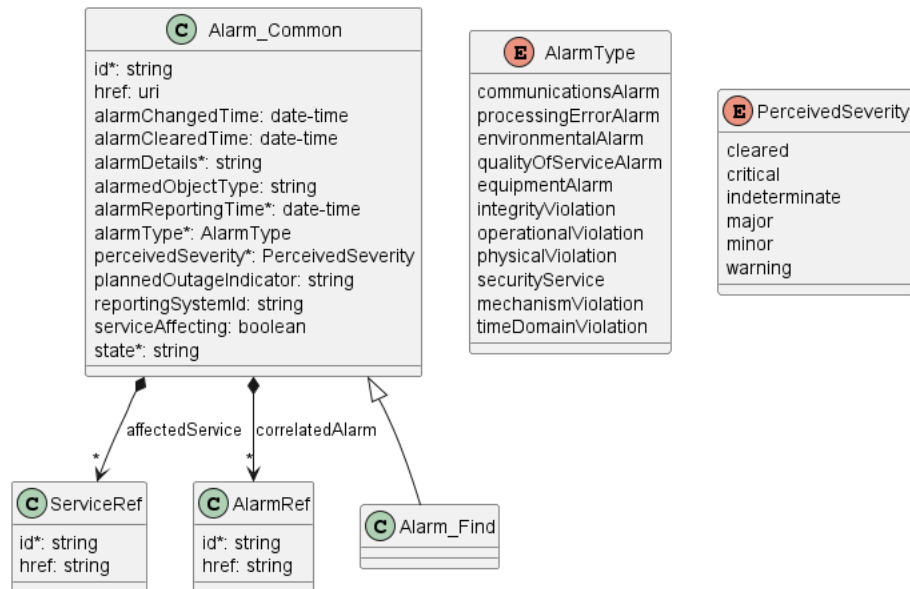 C Alarm_Common
id*: string
href: uri
alarmChangedTime: date-time
alarmClearedTime: date-time
alarmDetails*: string
alarmedObjectType: string
alarmReportingTime*: date-time
alarmType*: AlarmType
perceivedSeverity*: PerceivedSeverity
plannedOutageIndicator: string
reportingSystemId: string
serviceAffecting: boolean
state*: string
E AlarmType
communicationsAlarm
processingErrorAlarm
environmentalAlarm
qualityOfServiceAlarm
equipmentAlarm
integrityViolation
operationalViolation
physicalViolation
securityService
mechanismViolation
timeDomainViolation
E PerceivedSeverity
cleared
critical
indeterminate
major
minor
warning
affectedService
correlatedAlarm
*
*
C ServiceRef
id*: string
href: string
C AlarmRef
id*: string
href: string
C Alarm_Find